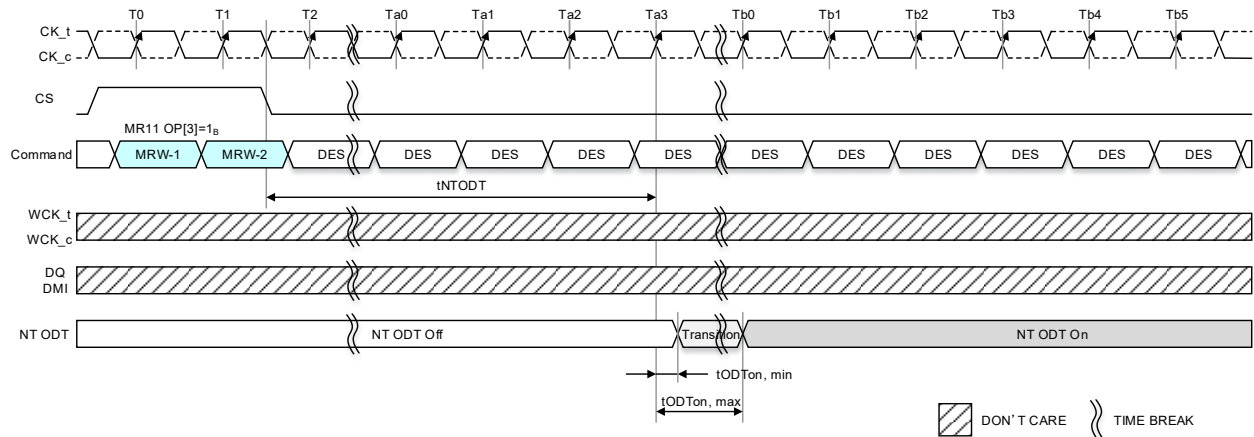 T0 T1 T2 Ta0 Ta1 Ta2 Ta3 Tb0 Tb1 Tb2 Tb3 Tb4 Tb5
CK_t
CK_c
CS
MR11 OP[3]=1B
Command MRW-1 MRW-2 DES DES DES DES DES DES DES DES DES DES DES
tNTODT
WCK_t
WCK_c
DQ
DMI
NT ODT NT ODT Off Transition NT ODT On
tODTon, min
tODTon, max
DON'T CARE TIME BREAK